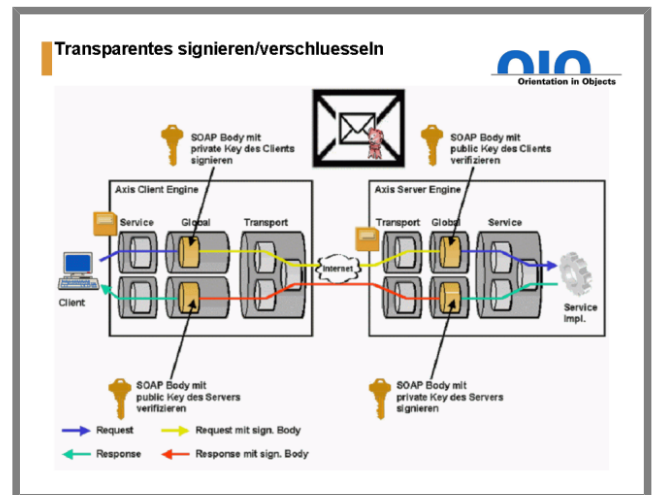 Transparentes signieren/verschluesseln
OIO
Orientation in Objects
SOAP Body mit
private Key des Clients
signieren
SOAP Body mit
public Key des Clients
verifizieren
Axis Client Engine
Axis Server Engine
Service
Global
Transport
Transport
Global
Service
Internet
Client
Service
Impl.
SOAP Body mit
public Key des Servers
verifizieren
SOAP Body mit
private Key des Servers
signieren
Request
Request mit sign. Body
Response
Response mit sign. Body